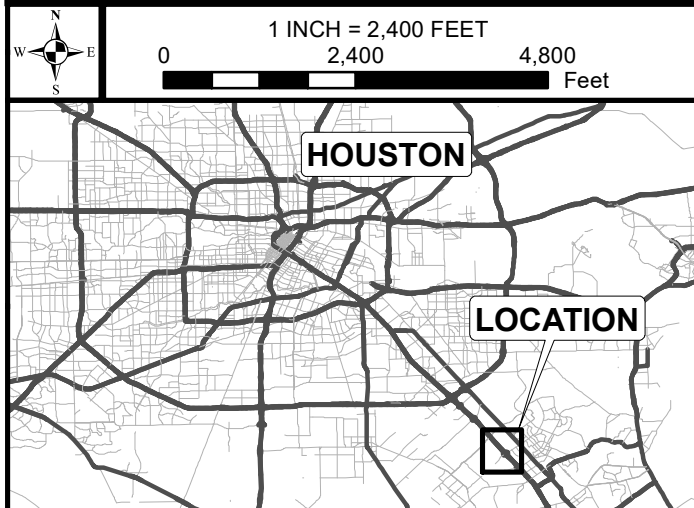 N
1 INCH = 2,400 FEET
W E
0 2,400 4,800
Feet
S
HOUSTON
LOCATION